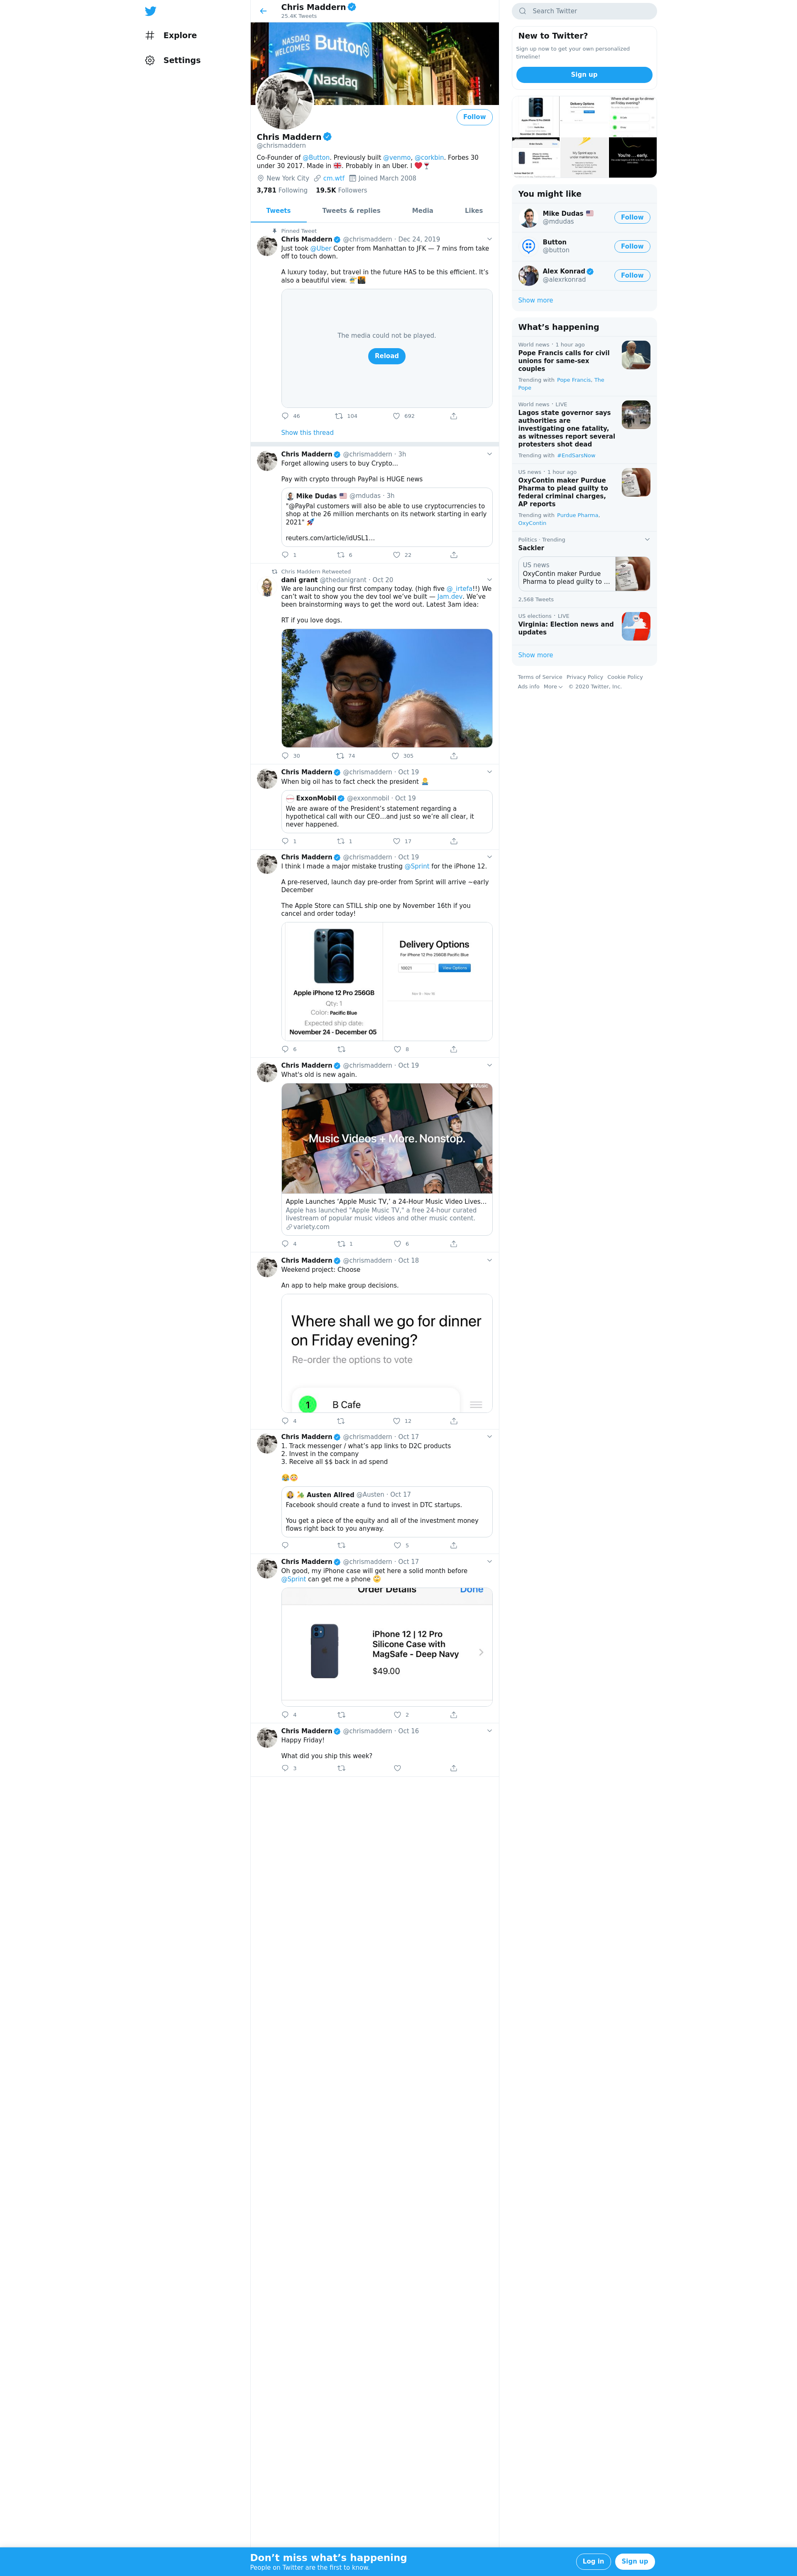 Explore
Settings
Chris Maddern
25.4K Tweets
NASDAQ
WELCOMES
Button
Nasdaq
Follow
Chris Maddern
@chrismaddern
Co-Founder of @Button. Previously built @venmo, @corkbin. Forbes 30
under 30 2017. Made in 🇬🇧. Probably in an Uber. I ❤️🍷
New York City cm.wtf Joined March 2008
3,781 Following 19.5K Followers
Tweets Tweets & replies Media Likes
Pinned Tweet
Chris Maddern @chrismaddern · Dec 24, 2019
Just took @Uber Copter from Manhattan to JFK — 7 mins from take
off to touch down.
A luxury today, but travel in the future HAS to be this efficient. It's
also a beautiful view.
The media could not be played.
Reload
46 104 692
Show this thread
Chris Maddern @chrismaddern · 3h
Forget allowing users to buy Crypto...
Pay with crypto through PayPal is HUGE news
Mike Dudas 🇺🇸 @mdudas · 3h
"@PayPal customers will also be able to use cryptocurrencies to
shop at the 26 million merchants on its network starting in early
2021" 🚀
reuters.com/article/idUSL1…
1 6 22
Chris Maddern Retweeted
dani grant @thedanigrant · Oct 20
We are launching our first company today. (high five @_irtefa!!) We
can't wait to show you the dev tool we've built — jam.dev. We've
been brainstorming ways to get the word out. Latest 3am idea:
RT if you love dogs.
30 74 305
Chris Maddern @chrismaddern · Oct 19
When big oil has to fact check the president
ExxonMobil @exxonmobil · Oct 19
We are aware of the President's statement regarding a
hypothetical call with our CEO…and just so we're all clear, it
never happened.
1 1 17
Chris Maddern @chrismaddern · Oct 19
I think I made a major mistake trusting @Sprint for the iPhone 12.
A pre-reserved, launch day pre-order from Sprint will arrive ~early
December
The Apple Store can STILL ship one by November 16th if you
cancel and order today!
Apple iPhone 12 Pro 256GB
Qty: 1
Color: Pacific Blue
Expected ship date:
November 24 - December 05
Delivery Options
For iPhone 12 Pro 256GB Pacific Blue
10021 View Options
6 8
Chris Maddern @chrismaddern · Oct 19
What's old is new again.
Music Videos + More. Nonstop.
Apple Launches 'Apple Music TV,' a 24-Hour Music Video Lives...
Apple has launched "Apple Music TV," a free 24-hour curated
livestream of popular music videos and other music content.
variety.com
4 1 6
Chris Maddern @chrismaddern · Oct 18
Weekend project: Choose
An app to help make group decisions.
Where shall we go for dinner
on Friday evening?
Re-order the options to vote
1 B Cafe
4 12
Chris Maddern @chrismaddern · Oct 17
1. Track messenger / what's app links to D2C products
2. Invest in the company
3. Receive all $$ back in ad spend
😂😳
Austen Allred @Austen · Oct 17
Facebook should create a fund to invest in DTC startups.
You get a piece of the equity and all of the investment money
flows right back to you anyway.
5
Chris Maddern @chrismaddern · Oct 17
Oh good, my iPhone case will get here a solid month before
@Sprint can get me a phone 🙄
Order Details Done
iPhone 12 | 12 Pro
Silicone Case with
MagSafe - Deep Navy
$49.00
4 2
Chris Maddern @chrismaddern · Oct 16
Happy Friday!
What did you ship this week?
3
Search Twitter
New to Twitter?
Sign up now to get your own personalized
timeline!
Sign up
Delivery Options
You're … early.
You might like
Mike Dudas 🇺🇸
@mdudas
Follow
Button
@button
Follow
Alex Konrad
@alexrkonrad
Follow
Show more
What's happening
World news · 1 hour ago
Pope Francis calls for civil
unions for same-sex
couples
Trending with Pope Francis, The
Pope
World news · LIVE
Lagos state governor says
authorities are
investigating one fatality,
as witnesses report several
protesters shot dead
Trending with #EndSarsNow
US news · 1 hour ago
OxyContin maker Purdue
Pharma to plead guilty to
federal criminal charges,
AP reports
Trending with Purdue Pharma,
OxyContin
Politics · Trending
Sackler
US news
OxyContin maker Purdue
Pharma to plead guilty to ...
2,568 Tweets
US elections · LIVE
Virginia: Election news and
updates
Show more
Terms of Service Privacy Policy Cookie Policy
Ads info More © 2020 Twitter, Inc.
Don't miss what's happening
People on Twitter are the first to know.
Log in Sign up